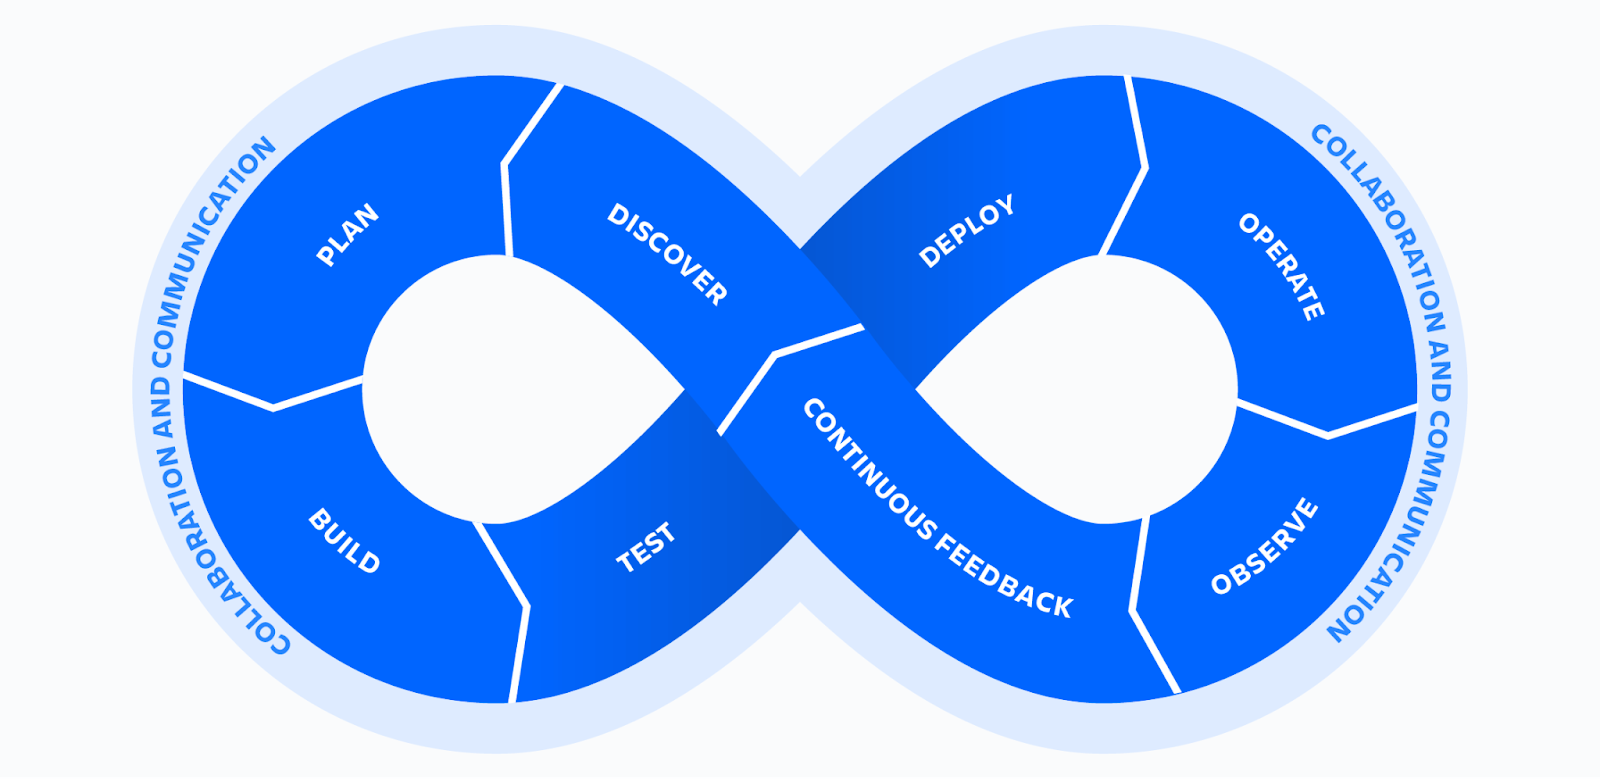 COLLABORATION AND COMMUNICATION
PLAN
DISCOVER
DEPLOY
OPERATE
COLLABORATION AND COMMUNICATION
BUILD
TEST
CONTINUOUS FEEDBACK
OBSERVE